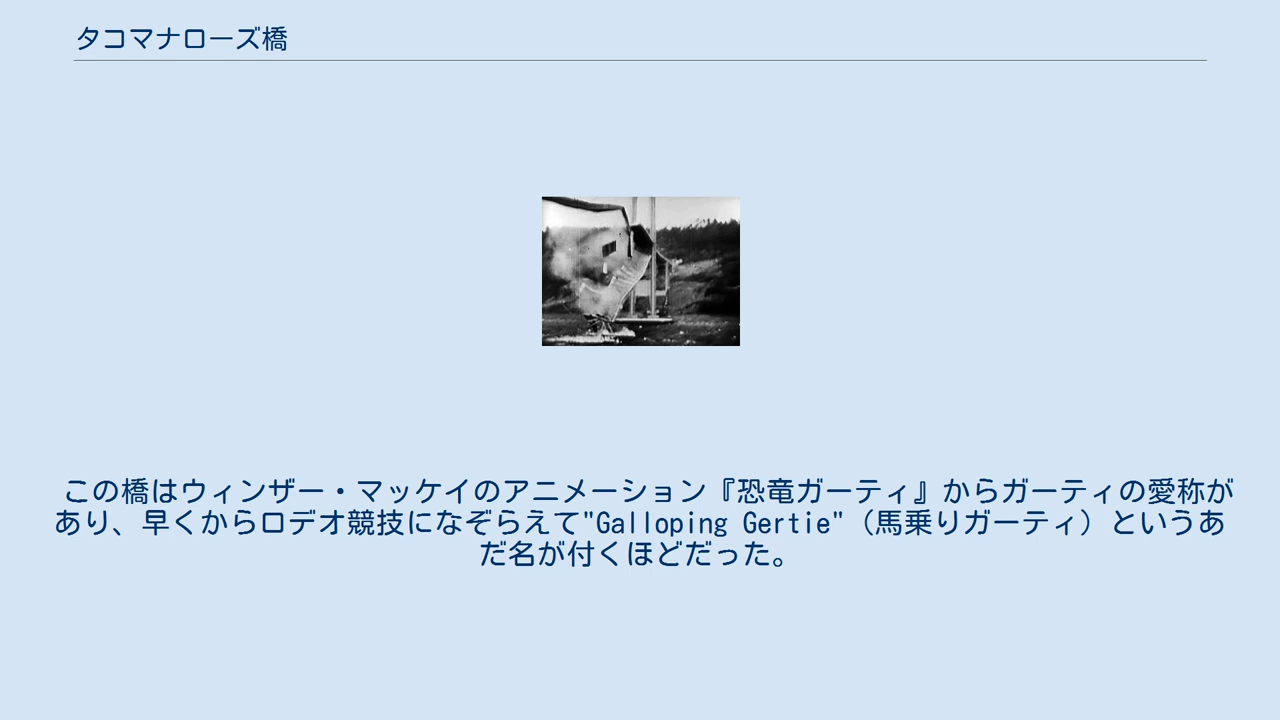 タコマナローズ橋
この橋はウィンザー・マッケイのアニメーション『恐竜ガーティ』からガーティの愛称が
あり、早くからロデオ競技になぞらえて"Galloping Gertie"（馬乗りガーティ）というあ
だ名が付くほどだった。